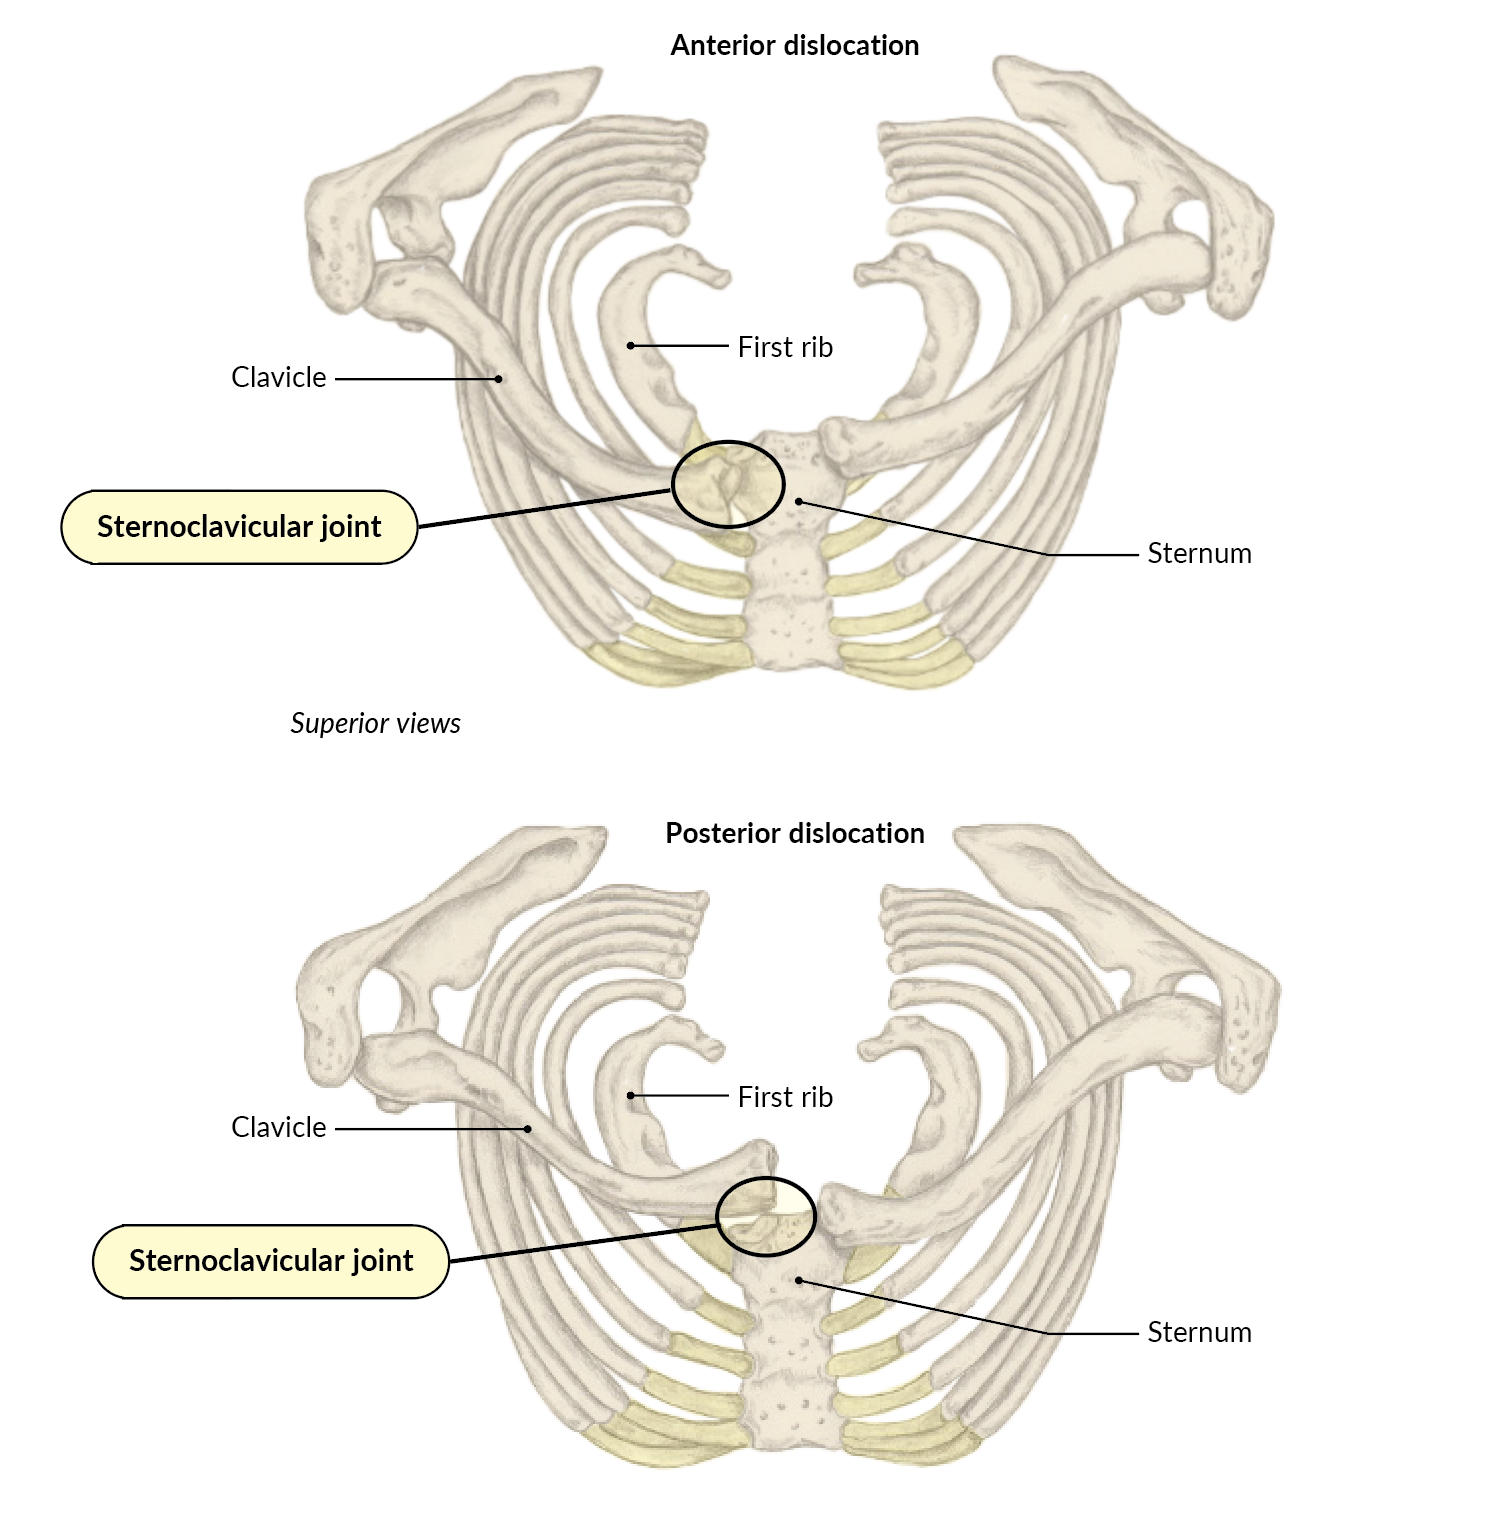 Anterior dislocation
First rib
Clavicle
Sternoclavicular joint
Sternum
Superior views
Posterior dislocation
First rib
Clavicle
Sternoclavicular joint
Sternum